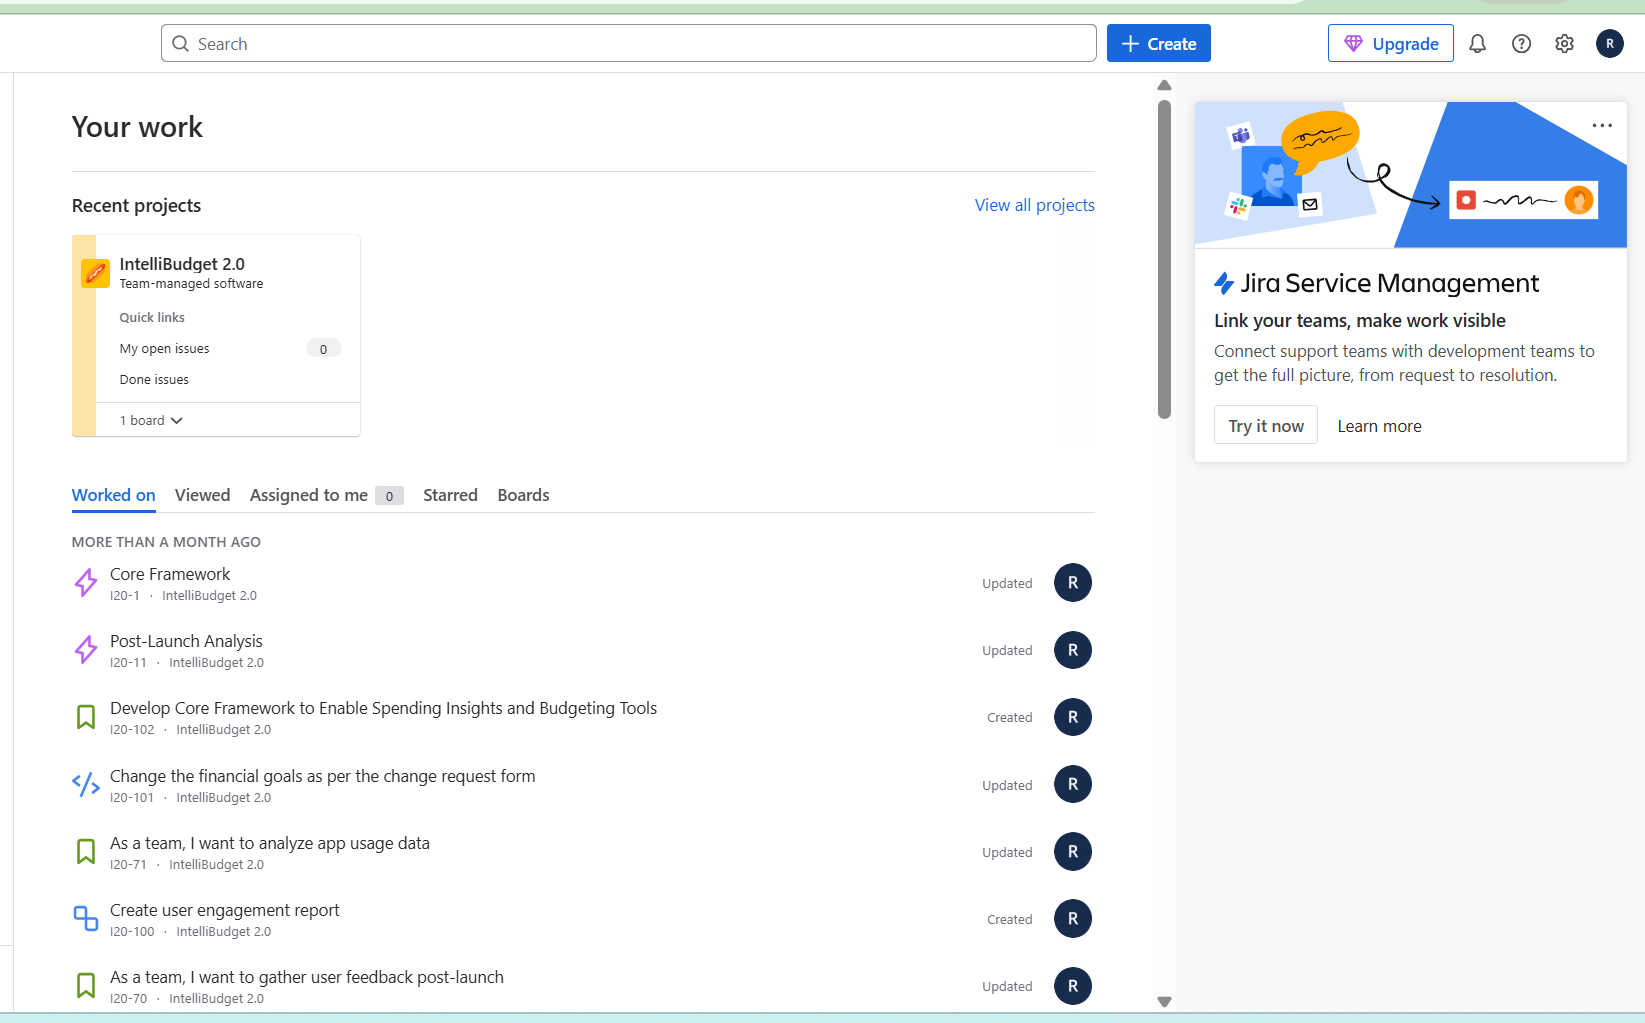 Search
Create
Upgrade
R
Your work
Recent projects
View all projects
IntelliBudget 2.0
Team-managed software
Quick links
My open issues 0
Done issues
1 board
Worked on Viewed Assigned to me 0 Starred Boards
MORE THAN A MONTH AGO
Core Framework
I20-1 · IntelliBudget 2.0
Updated R
Post-Launch Analysis
I20-11 · IntelliBudget 2.0
Updated R
Develop Core Framework to Enable Spending Insights and Budgeting Tools
I20-102 · IntelliBudget 2.0
Created R
Change the financial goals as per the change request form
I20-101 · IntelliBudget 2.0
Updated R
As a team, I want to analyze app usage data
I20-71 · IntelliBudget 2.0
Updated R
Create user engagement report
I20-100 · IntelliBudget 2.0
Created R
As a team, I want to gather user feedback post-launch
I20-70 · IntelliBudget 2.0
Updated R
Jira Service Management
Link your teams, make work visible
Connect support teams with development teams to
get the full picture, from request to resolution.
Try it now Learn more